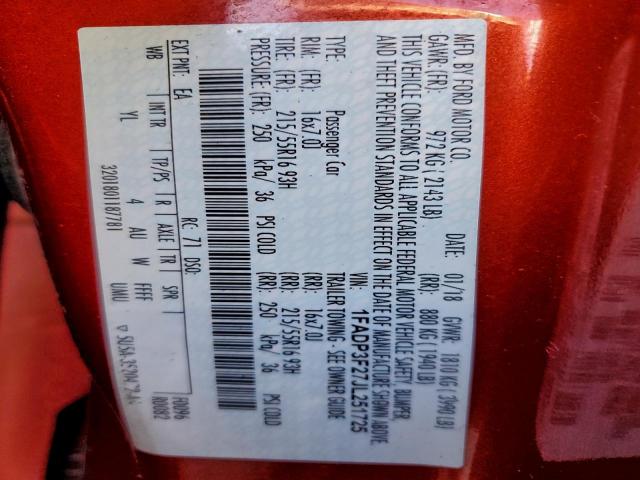 MFD. BY FORD MOTOR CO.
DATE: 01/18 GVWR: 1810 KG ( 3990 LB)
GAWR: (FR): 972 KG ( 2143 LB) (RR): 880 KG ( 1940 LB)
THIS VEHICLE CONFORMS TO ALL APPLICABLE FEDERAL MOTOR VEHICLE SAFETY, BUMPER,
AND THEFT PREVENTION STANDARDS IN EFFECT ON THE DATE OF MANUFACTURE SHOWN ABOVE.
VIN: 1FADP3F27JL251725
TYPE: Passenger Car TRAILER TOWING - SEE OWNER GUIDE
RIM: (FR): 16x7.0J (RR): 16x7.0J
TIRE: (FR): 215/55R16 93H (RR): 215/55R16 93H
PRESSURE (FR): 250 kPa/ 36 PSI COLD (RR): 250 kPa/ 36 PSI COLD
EXT PNT: EA RC: 71 DSO:
WB INT TR TP/PS R AXLE TR SPR
YL 4 AU W FFFF
3201801187781 UMU